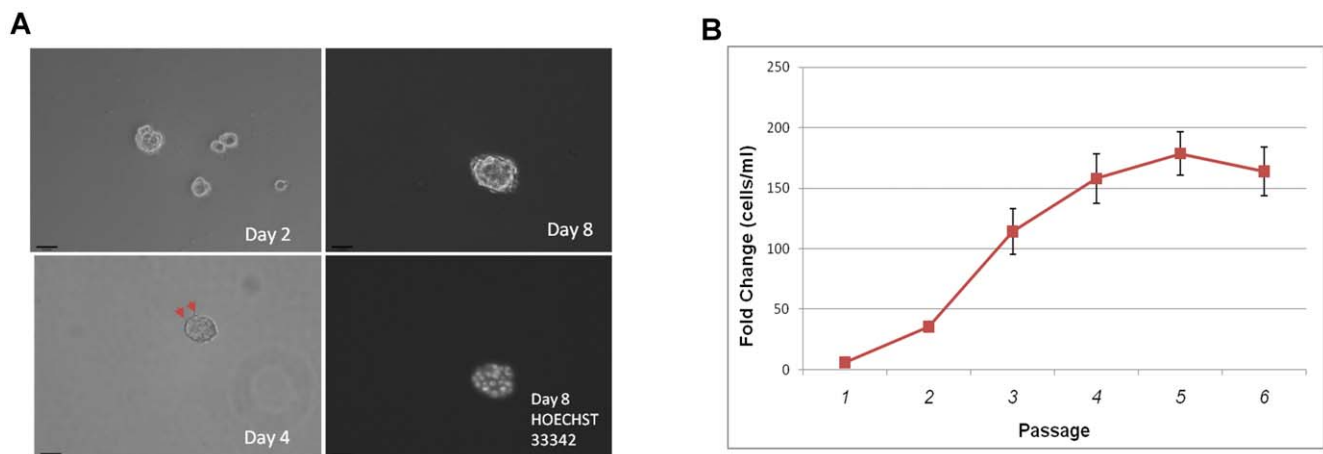 A
Day 2
Day 8
Day 4
Day 8
HOECHST
33342
B
Fold Change (cells/ml)
250
200
150
100
50
0
1 2 3 4 5 6
Passage